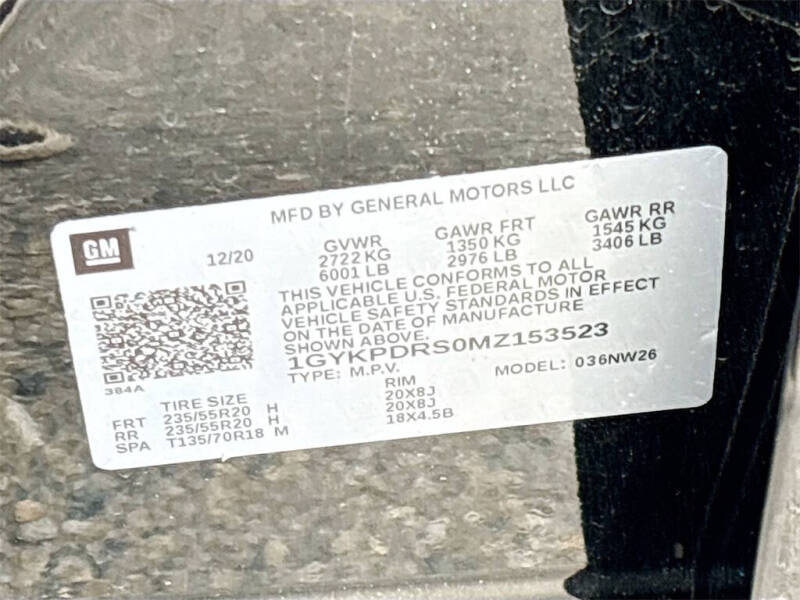 MFD BY GENERAL MOTORS LLC
GM
12/20
GVWR
2722 KG
6001 LB
GAWR FRT
1350 KG
2976 LB
GAWR RR
1545 KG
3406 LB
THIS VEHICLE CONFORMS TO ALL
APPLICABLE U.S. FEDERAL MOTOR
VEHICLE SAFETY STANDARDS IN EFFECT
ON THE DATE OF MANUFACTURE
SHOWN ABOVE.
1GYKPDRS0MZ153523
TYPE: M.P.V.
MODEL: 036NW26
384A
TIRE SIZE RIM
FRT 235/55R20 H 20X8J
RR 235/55R20 H 20X8J
SPA T135/70R18 M 18X4.5B